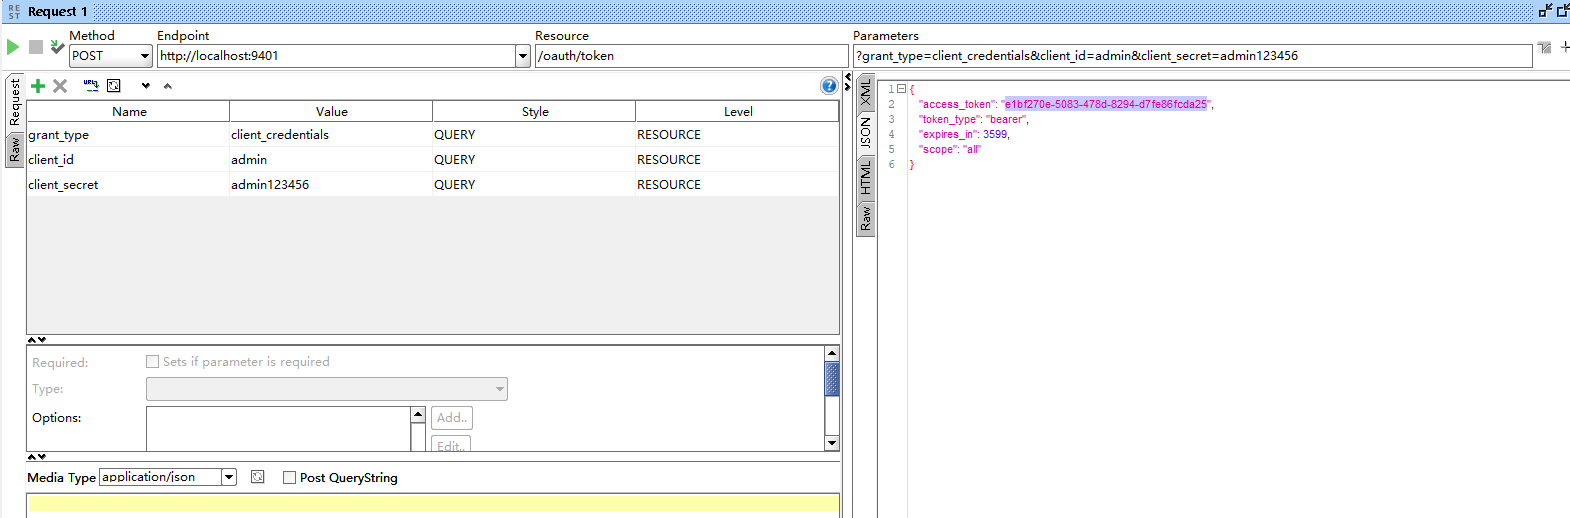 RE
ST
Request 1
Method
Endpoint
Resource
Parameters
POST
http://localhost:9401
/oauth/token
?grant_type=client_credentials&client_id=admin&client_secret=admin123456
Request
Raw
Name
Value
Style
Level
grant_type
client_credentials
QUERY
RESOURCE
client_id
admin
QUERY
RESOURCE
client_secret
admin123456
QUERY
RESOURCE
Required:
Sets if parameter is required
Type:
Options:
Add..
Edit..
Media Type
application/json
Post QueryString
XML
JSON
HTML
Raw
1 {
2 "access_token": "e1bf270e-5083-478d-8294-d7fe86fcda25",
3 "token_type": "bearer",
4 "expires_in": 3599,
5 "scope": "all"
6 }